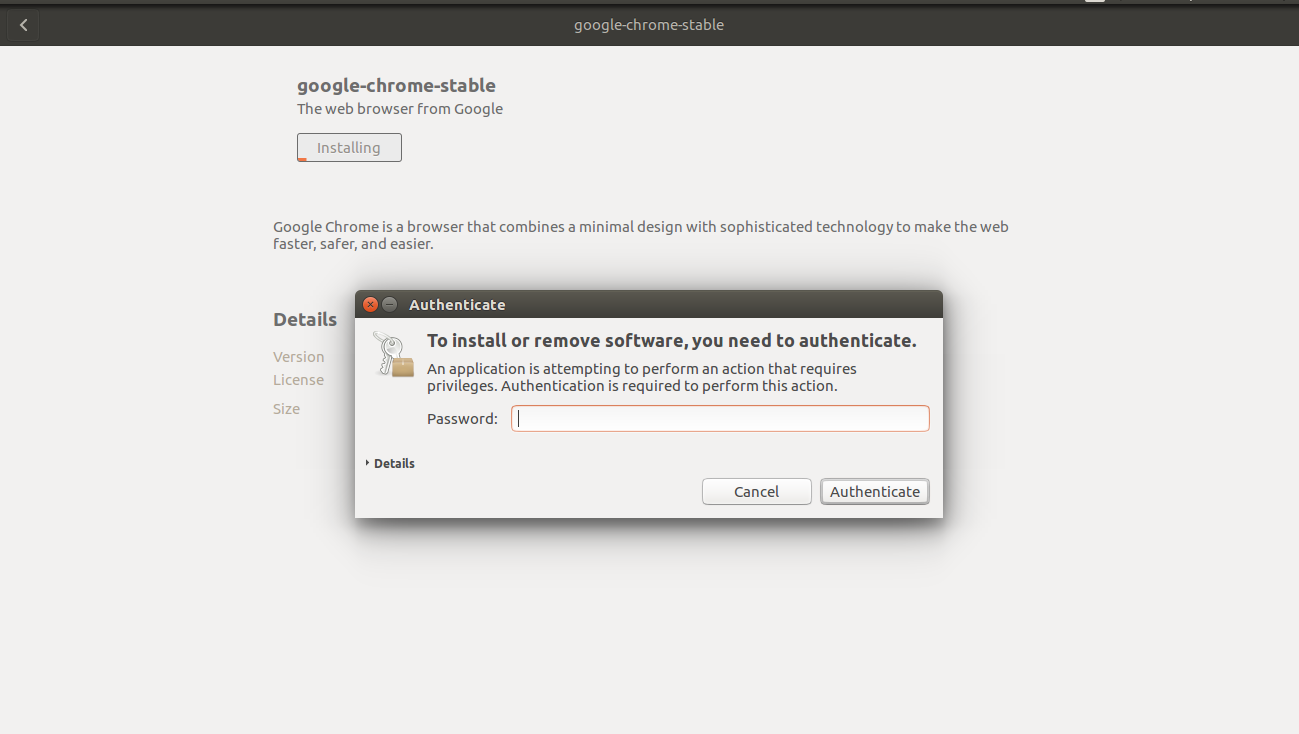 google-chrome-stable
google-chrome-stable
The web browser from Google
Installing
Google Chrome is a browser that combines a minimal design with sophisticated technology to make the web
faster, safer, and easier.
Details
Version
License
Size
Authenticate
To install or remove software, you need to authenticate.
An application is attempting to perform an action that requires
privileges. Authentication is required to perform this action.
Password:
Details
Cancel
Authenticate